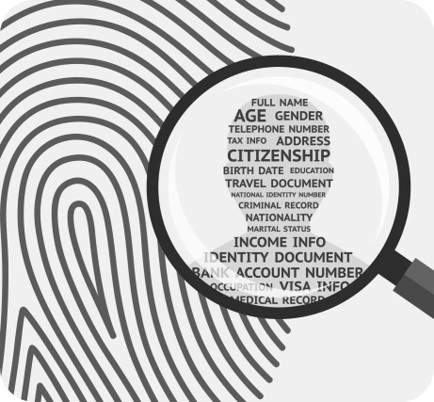 FULL NAME
AGE GENDER
TELEPHONE NUMBER
TAX INFO ADDRESS
CITIZENSHIP
BIRTH DATE EDUCATION
TRAVEL DOCUMENT
NATIONAL IDENTITY NUMBER
CRIMINAL RECORD
NATIONALITY
MARITAL STATUS
INCOME INFO
IDENTITY DOCUMENT
BANK ACCOUNT NUMBER
OCCUPATION VISA INFO
MEDICAL RECORD